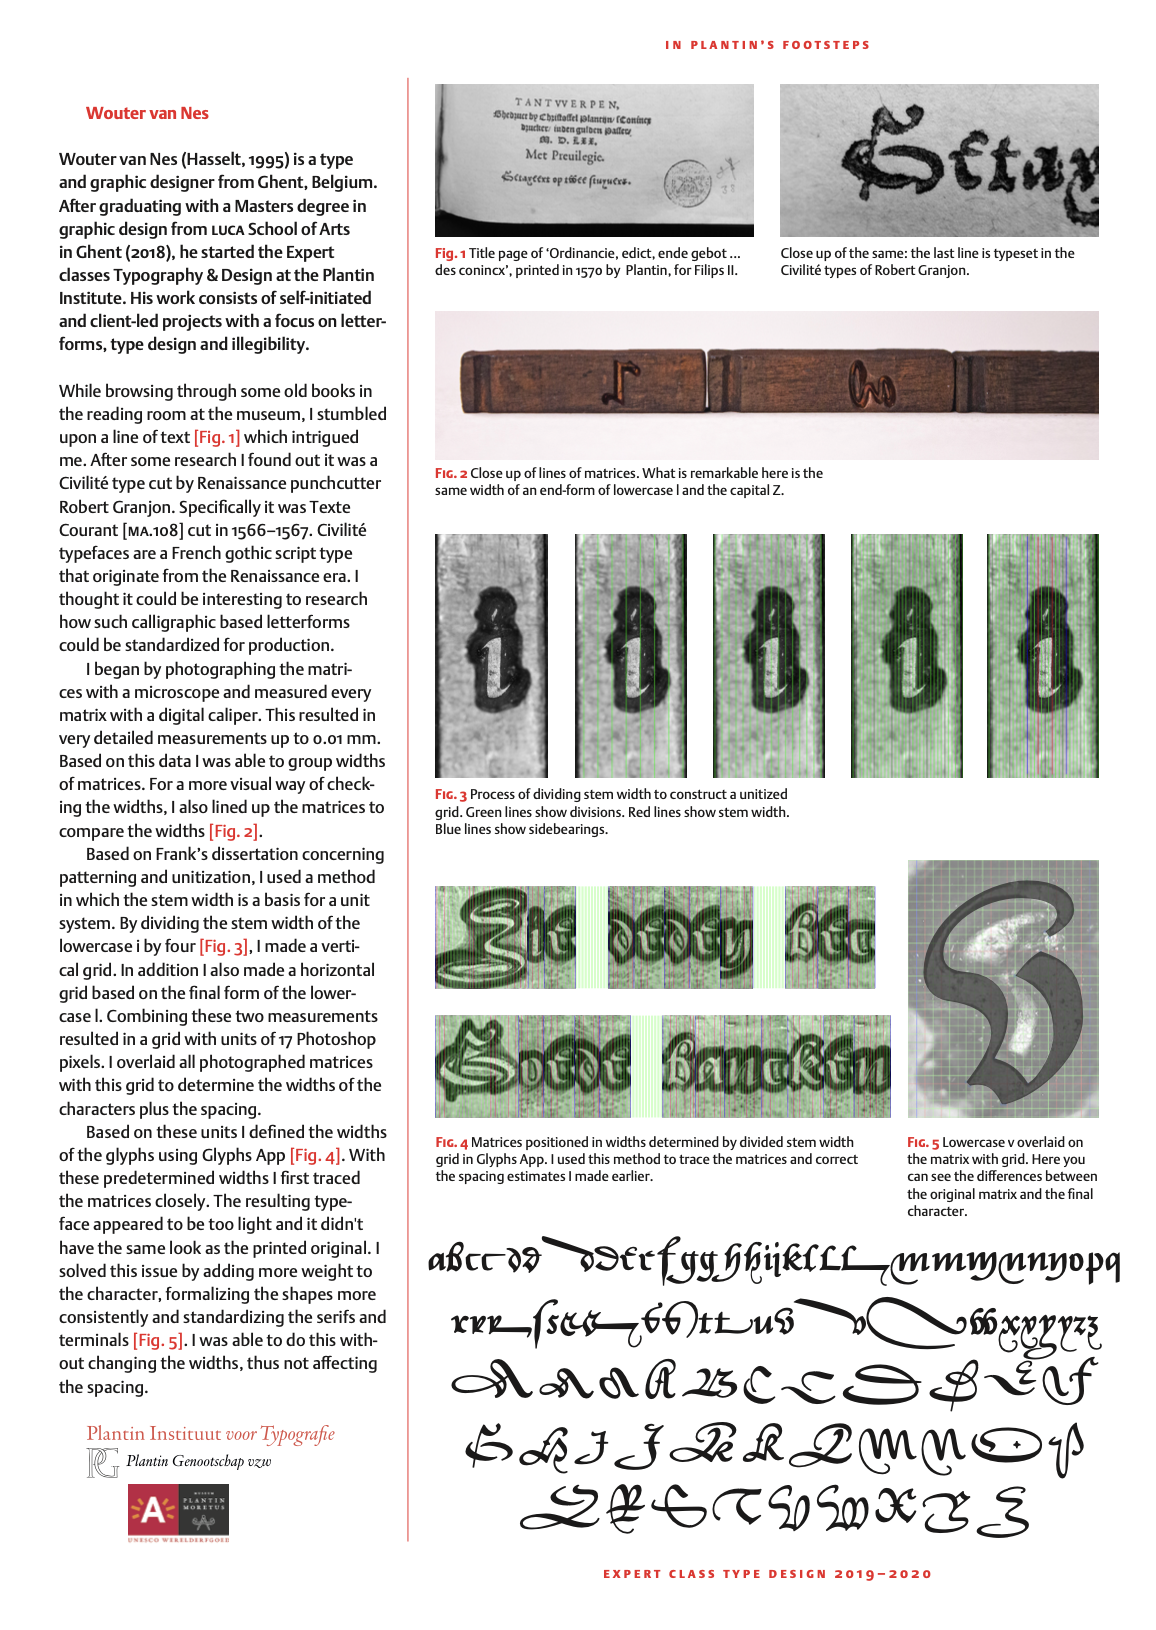 IN PLANTIN'S FOOTSTEPS
Wouter van Nes
Wouter van Nes (Hasselt, 1995) is a type
and graphic designer from Ghent, Belgium.
After graduating with a Masters degree in
graphic design from LUCA School of Arts
in Ghent (2018), he started the Expert
classes Typography & Design at the Plantin
Institute. His work consists of self-initiated
and client-led projects with a focus on letter-
forms, type design and illegibility.
While browsing through some old books in
the reading room at the museum, I stumbled
upon a line of text [Fig. 1] which intrigued
me. After some research I found out it was a
Civilité type cut by Renaissance punchcutter
Robert Granjon. Specifically it was Texte
Courant [MA.108] cut in 1566–1567. Civilité
typefaces are a French gothic script type
that originate from the Renaissance era. I
thought it could be interesting to research
how such calligraphic based letterforms
could be standardized for production.
I began by photographing the matri-
ces with a microscope and measured every
matrix with a digital caliper. This resulted in
very detailed measurements up to 0.01 mm.
Based on this data I was able to group widths
of matrices. For a more visual way of check-
ing the widths, I also lined up the matrices to
compare the widths [Fig. 2].
Based on Frank's dissertation concerning
patterning and unitization, I used a method
in which the stem width is a basis for a unit
system. By dividing the stem width of the
lowercase i by four [Fig. 3], I made a verti-
cal grid. In addition I also made a horizontal
grid based on the final form of the lower-
case l. Combining these two measurements
resulted in a grid with units of 17 Photoshop
pixels. I overlaid all photographed matrices
with this grid to determine the widths of the
characters plus the spacing.
Based on these units I defined the widths
of the glyphs using Glyphs App [Fig. 4]. With
these predetermined widths I first traced
the matrices closely. The resulting type-
face appeared to be too light and it didn't
have the same look as the printed original. I
solved this issue by adding more weight to
the character, formalizing the shapes more
consistently and standardizing the serifs and
terminals [Fig. 5]. I was able to do this with-
out changing the widths, thus not affecting
the spacing.
Plantin Instituut voor Typografie
PG Plantin Genootschap vzw
A
MUSEUM
PLANTIN
MORETUS
UNESCO WERELDERFGOED
TANTVVERPEN,
M. D. LXX.
Met Preuilegie.
Fig. 1 Title page of ‘Ordinancie, edict, ende gebot ...
des conincx’, printed in 1570 by Plantin, for Filips II.
Close up of the same: the last line is typeset in the
Civilité types of Robert Granjon.
FIG. 2 Close up of lines of matrices. What is remarkable here is the
same width of an end-form of lowercase l and the capital Z.
FIG. 3 Process of dividing stem width to construct a unitized
grid. Green lines show divisions. Red lines show stem width.
Blue lines show sidebearings.
FIG. 4 Matrices positioned in widths determined by divided stem width
grid in Glyphs App. I used this method to trace the matrices and correct
the spacing estimates I made earlier.
FIG. 5 Lowercase v overlaid on
the matrix with grid. Here you
can see the differences between
the original matrix and the final
character.
EXPERT CLASS TYPE DESIGN 2019–2020